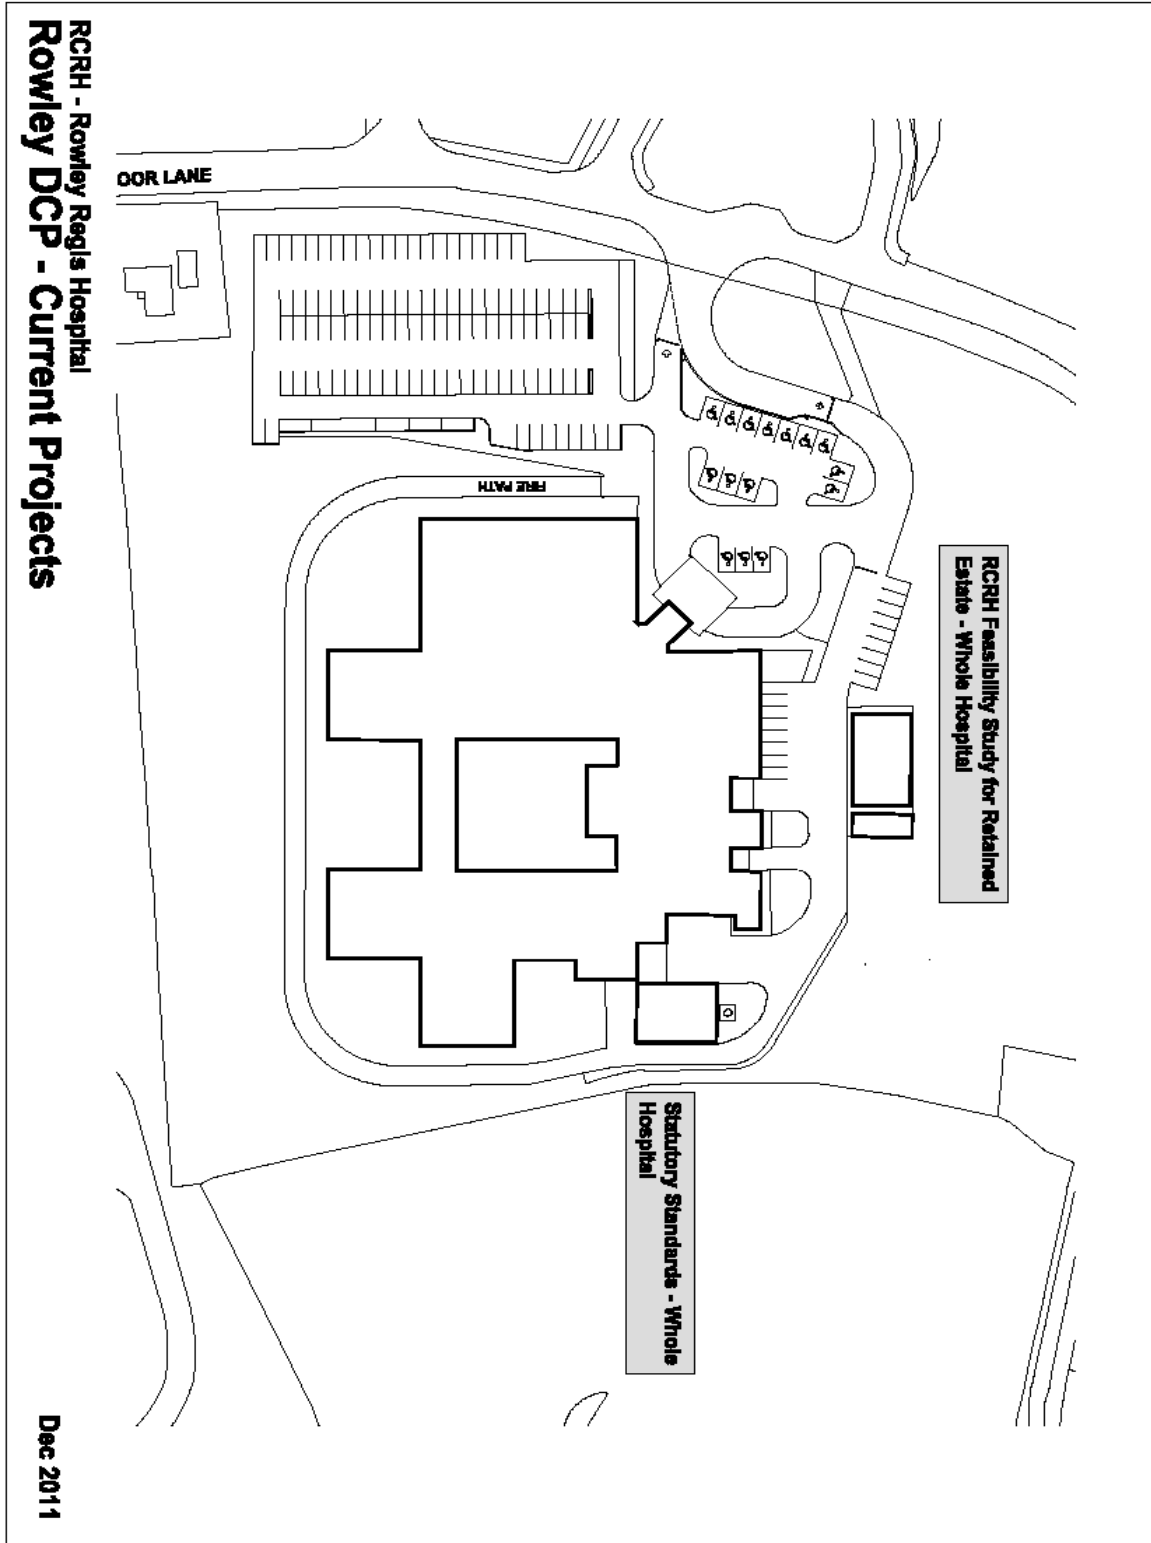 RCRH - Rowley Regis Hospital
Rowley DCP - Current Projects
OOR LANE
FIRE PATH
RCRH Feasibility Study for Retained
Estate - Whole Hospital
Statutory Standards - Whole
Hospital
Dec 2011